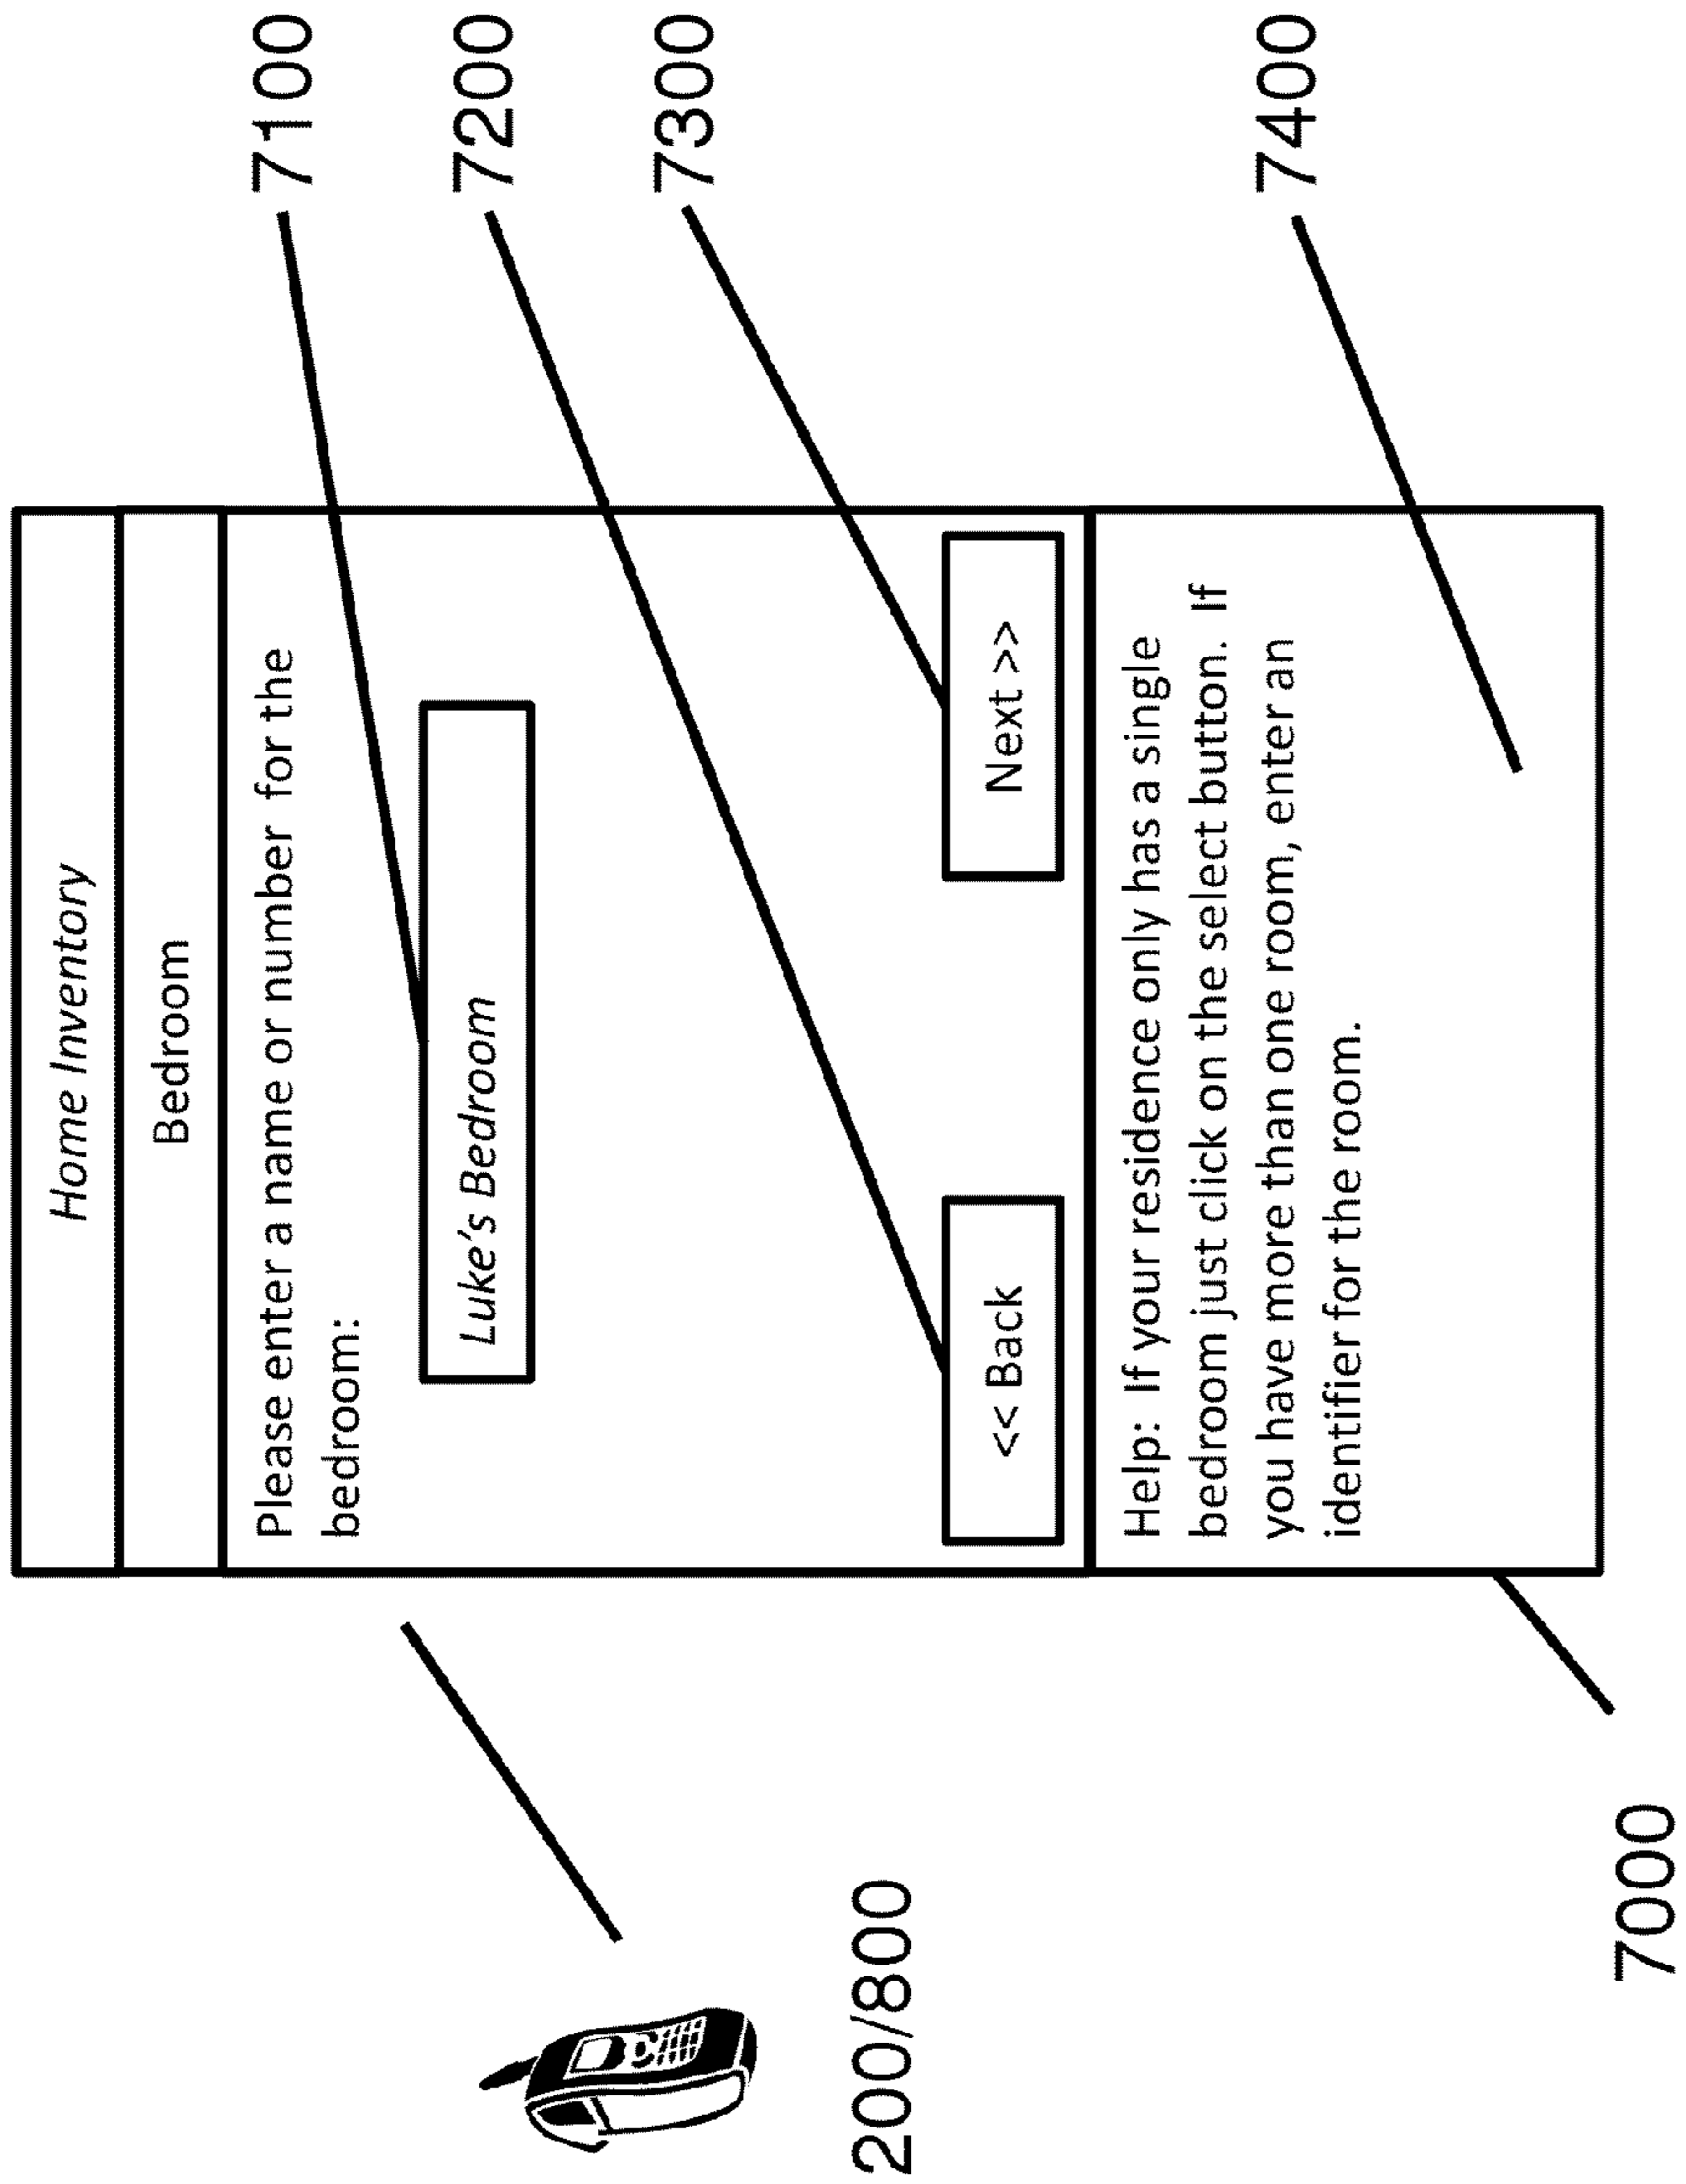 Home Inventory
Bedroom
Please enter a name or number for the
bedroom:
Luke's Bedroom
<< Back
Next >>
Help: If your residence only has a single
bedroom just click on the select button. If
you have more than one room, enter an
identifier for the room.
7100
7200
7300
7400
200/800
7000